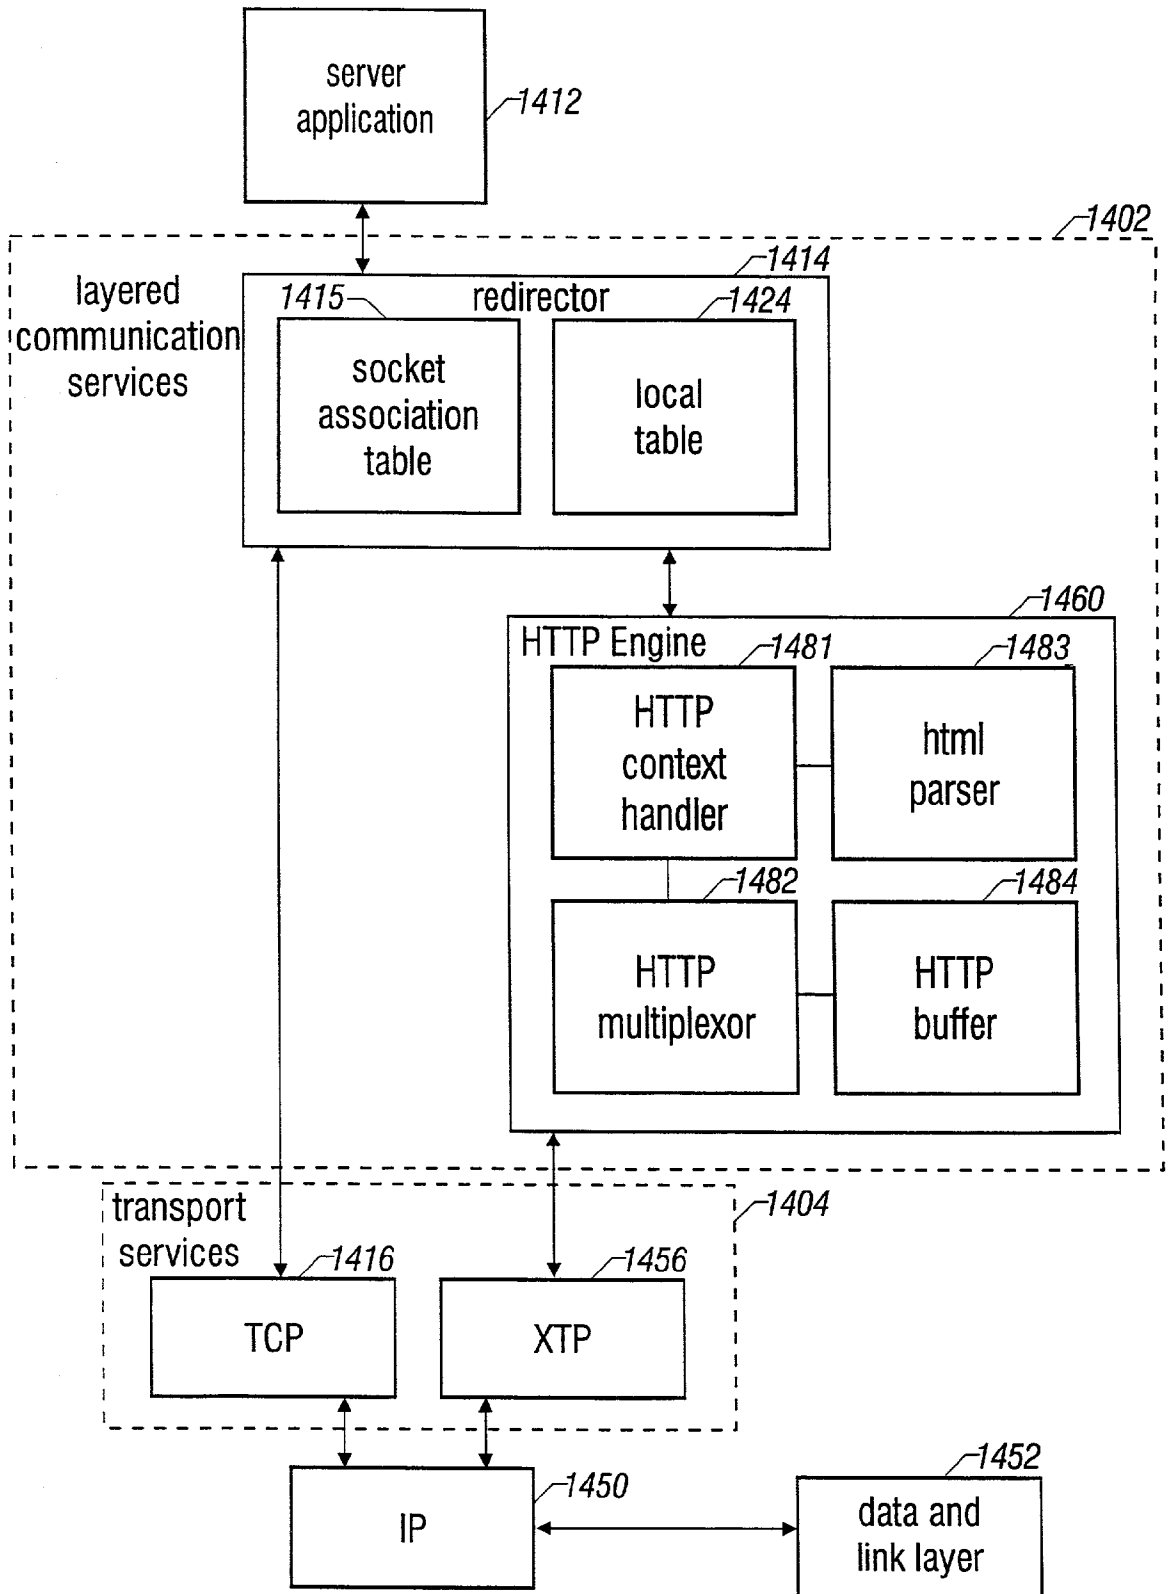 server
application
1412
1402
layered
communication
services
1414
redirector
1415
1424
socket
association
table
local
table
1460
HTTP Engine
1481
1483
HTTP
context
handler
html
parser
1482
1484
HTTP
multiplexor
HTTP
buffer
transport
services
1404
1416
1456
TCP
XTP
1450
IP
1452
data and
link layer